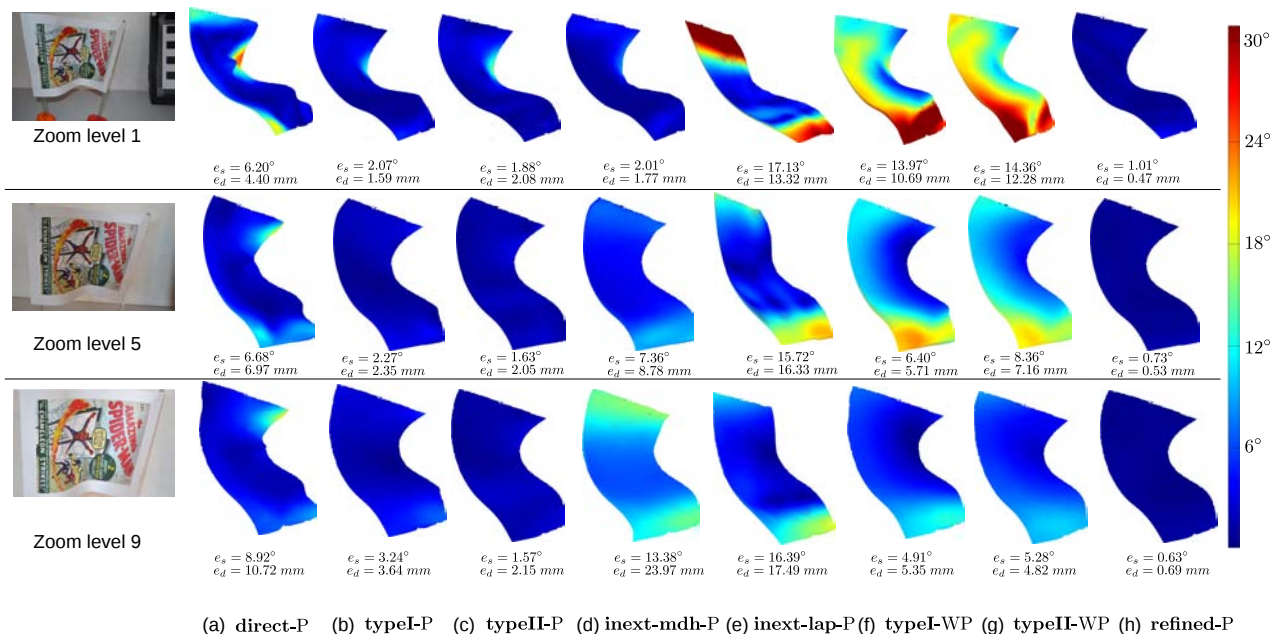 Zoom level 1
e_s = 6.20° e_s = 2.07° e_s = 1.88° e_s = 2.01° e_s = 17.13° e_s = 13.97° e_s = 14.36° e_s = 1.01°
e_d = 4.40 mm e_d = 1.59 mm e_d = 2.08 mm e_d = 1.77 mm e_d = 13.32 mm e_d = 10.69 mm e_d = 12.28 mm e_d = 0.47 mm
AMAZING
SPIDER-MAN
Zoom level 5
e_s = 6.68° e_s = 2.27° e_s = 1.63° e_s = 7.36° e_s = 15.72° e_s = 6.40° e_s = 8.36° e_s = 0.73°
e_d = 6.97 mm e_d = 2.35 mm e_d = 2.05 mm e_d = 8.78 mm e_d = 16.33 mm e_d = 5.71 mm e_d = 7.16 mm e_d = 0.53 mm
AMAZING
SPIDER-MAN
Zoom level 9
e_s = 8.92° e_s = 3.24° e_s = 1.57° e_s = 13.38° e_s = 16.39° e_s = 4.91° e_s = 5.28° e_s = 0.63°
e_d = 10.72 mm e_d = 3.64 mm e_d = 2.15 mm e_d = 23.97 mm e_d = 17.49 mm e_d = 5.35 mm e_d = 4.82 mm e_d = 0.69 mm
(a) direct-P (b) typeI-P (c) typeII-P (d) inext-mdh-P (e) inext-lap-P (f) typeI-WP (g) typeII-WP (h) refined-P
30°
24°
18°
12°
6°